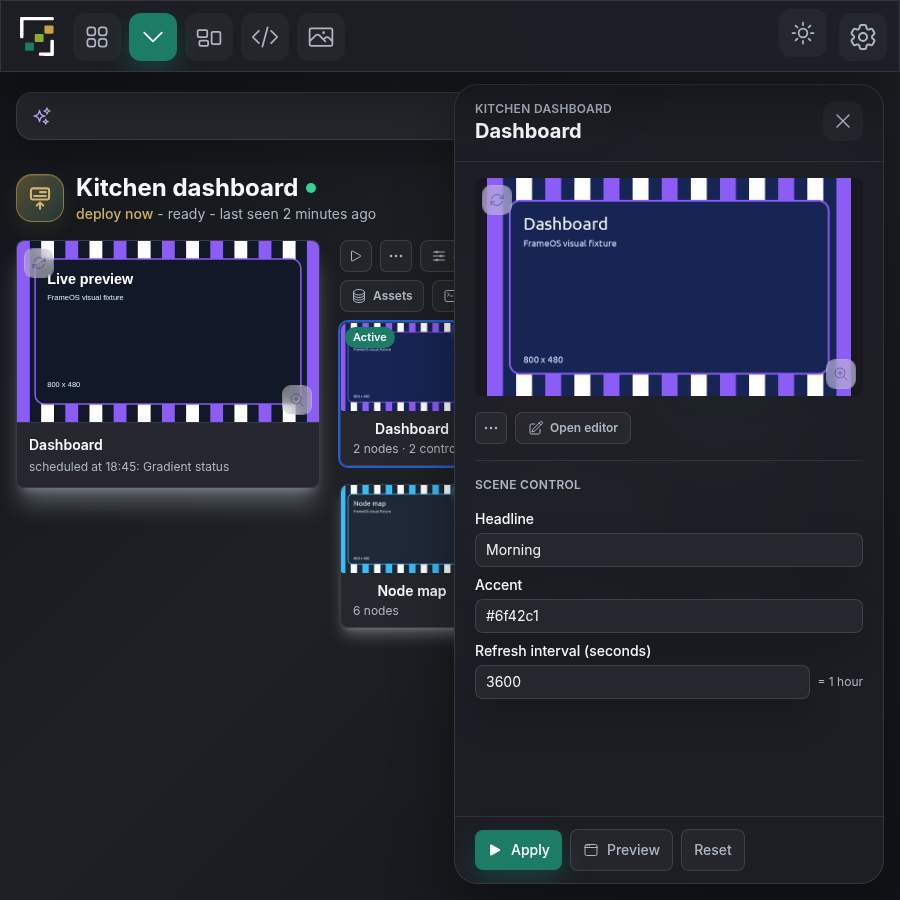 Kitchen dashboard
deploy now - ready - last seen 2 minutes ago
Live preview
FrameOS visual fixture
800 x 480
Dashboard
scheduled at 18:45: Gradient status
Assets
Active
Dashboard
2 nodes · 2 contro
Node map
FrameOS visual fixture
800 x 480
Node map
6 nodes
KITCHEN DASHBOARD
Dashboard
Dashboard
FrameOS visual fixture
800 x 480
Open editor
SCENE CONTROL
Headline
Morning
Accent
#6f42c1
Refresh interval (seconds)
3600 = 1 hour
Apply Preview Reset